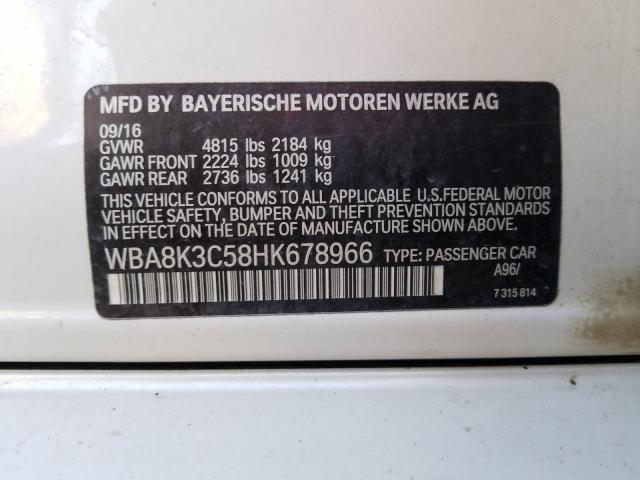 MFD BY BAYERISCHE MOTOREN WERKE AG
09/16
GVWR 4815 lbs 2184 kg
GAWR FRONT 2224 lbs 1009 kg
GAWR REAR 2736 lbs 1241 kg
THIS VEHICLE CONFORMS TO ALL APPLICABLE U.S.FEDERAL MOTOR
VEHICLE SAFETY, BUMPER AND THEFT PREVENTION STANDARDS
IN EFFECT ON THE DATE OF MANUFACTURE SHOWN ABOVE.
WBA8K3C58HK678966 TYPE: PASSENGER CAR
A96/
7 315 814